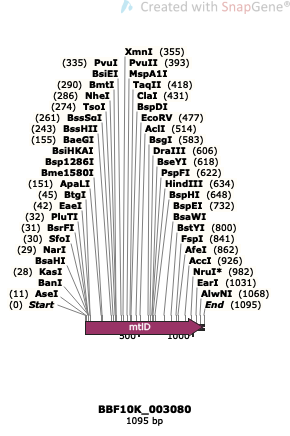 Created with SnapGene®
XmnI (355)
(335) PvuI PvuII (393)
BsiEI MspA1I
(290) BmtI TaqII (418)
(286) NheI ClaI (431)
(274) TsoI BspDI
(261) BssSαI EcoRV (477)
(243) BssHII AclI (514)
(155) BaeGI BsgI (583)
BsiHKAI DraIII (606)
Bsp1286I BseYI (618)
Bme1580I PspFI (622)
(151) ApaLI HindIII (634)
(45) BtgI BspHI (648)
(42) EaeI BspEI (732)
(32) PluTI BsaWI
(31) BsrFI BstYI (800)
(30) SfoI FspI (841)
(29) NarI AfeI (862)
BsaHI AccI (926)
(28) KasI NruI* (982)
BanI EarI (1031)
(11) AseI AlwNI (1068)
(0) Start End (1095)
mtlD
500 1000
BBF10K_003080
1095 bp